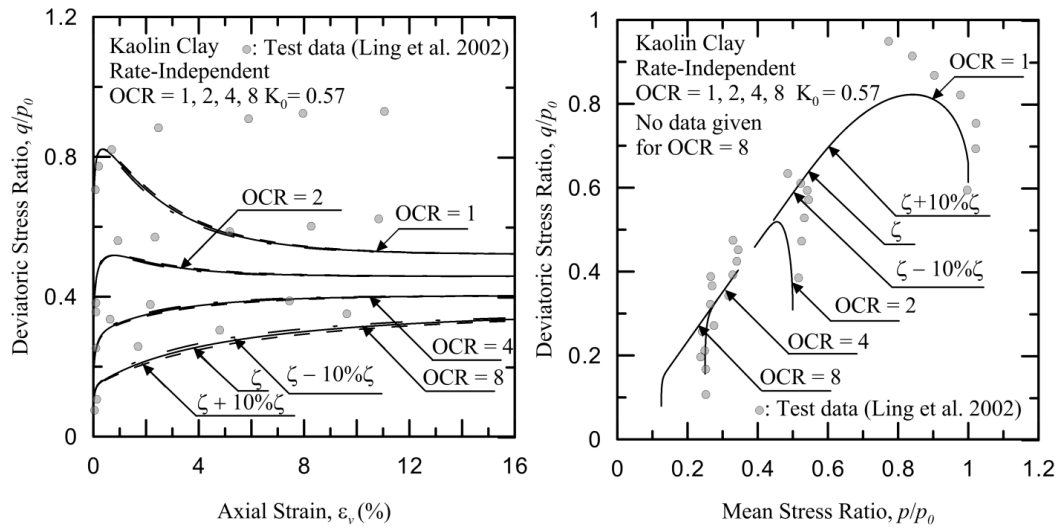 Kaolin Clay
: Test data (Ling et al. 2002)
Rate-Independent
OCR = 1, 2, 4, 8 K0 = 0.57
OCR = 2
OCR = 1
OCR = 4
ζ
ζ − 10%ζ
OCR = 8
ζ + 10%ζ
1.2
0.8
0.4
0
Deviatoric Stress Ratio, q/p0
0 4 8 12 16
Axial Strain, εv (%)
Kaolin Clay
Rate-Independent
OCR = 1, 2, 4, 8 K0 = 0.57
No data given
for OCR = 8
OCR = 1
ζ+10%ζ
ζ
ζ − 10%ζ
OCR = 2
OCR = 4
OCR = 8
: Test data (Ling et al. 2002)
1
0.8
0.6
0.4
0.2
0
Deviatoric Stress Ratio, q/p0
0 0.2 0.4 0.6 0.8 1 1.2
Mean Stress Ratio, p/p0